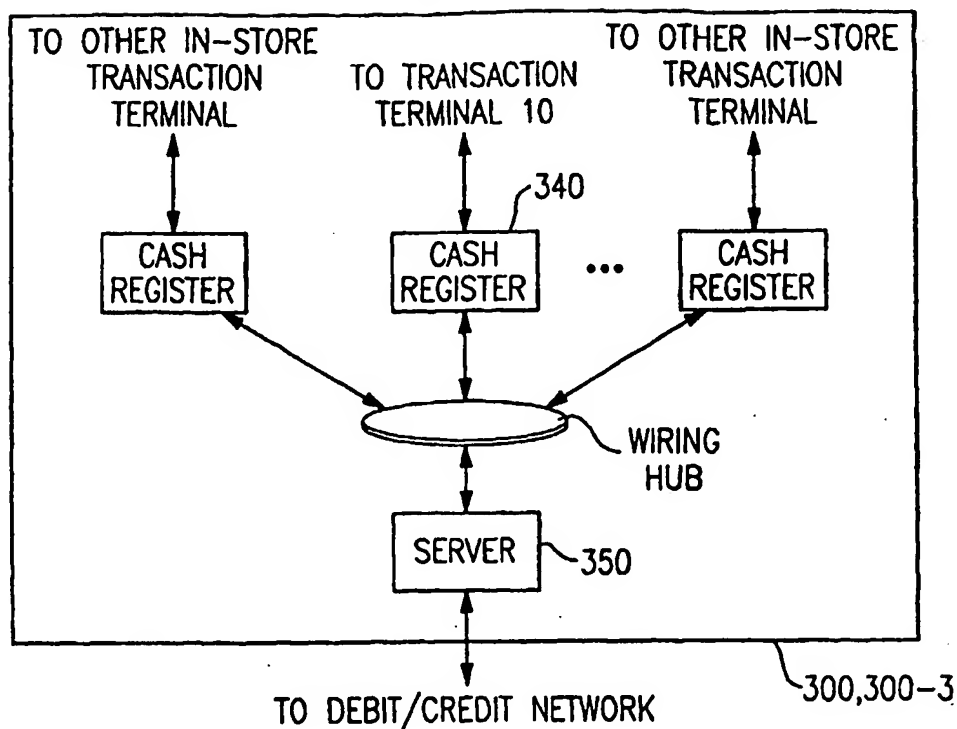 TO OTHER IN-STORE
TRANSACTION
TERMINAL
TO TRANSACTION
TERMINAL 10
TO OTHER IN-STORE
TRANSACTION
TERMINAL
340
CASH
REGISTER
CASH
REGISTER
•••
CASH
REGISTER
WIRING
HUB
SERVER
350
300,300-3
TO DEBIT/CREDIT NETWORK